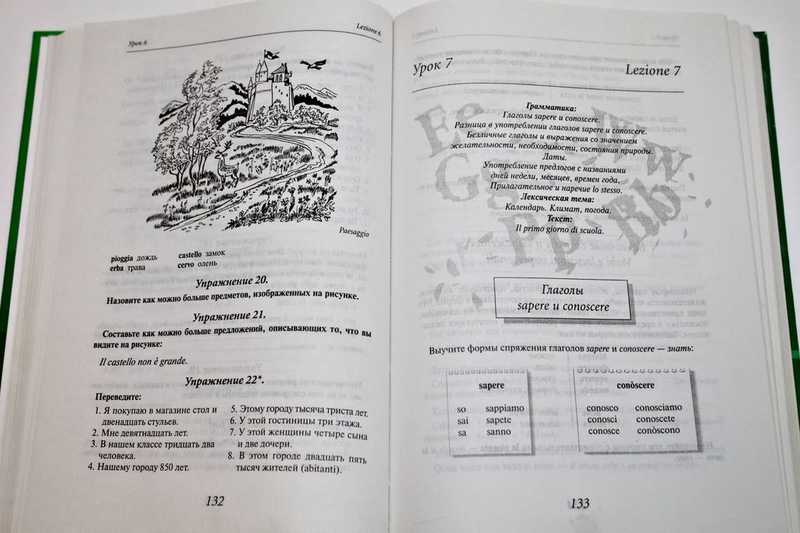 Урок 6
Lezione 6
Paesaggio
pioggia дождь castello замок
erba трава cervo олень
Упражнение 20.
Назовите как можно больше предметов, изображенных на рисунке.
Упражнение 21.
Составьте как можно больше предложений, описывающих то, что вы
видите на рисунке:
Il castello non è grande.
Упражнение 22*.
Переведите:
1. Я покупаю в магазине стол и
двенадцать стульев.
2. Мне девятнадцать лет.
3. В нашем классе тридцать два
человека.
4. Нашему городу 850 лет.
5. Этому городу тысяча триста лет.
6. У этой гостиницы три этажа.
7. У этой женщины четыре сына
и две дочери.
8. В этом городе двадцать пять
тысяч жителей (abitanti).
132
Урок 7
Lezione 7
Ee
Ww
Gg
Bb
Pp
Грамматика:
Глаголы sapere и conoscere.
Разница в употреблении глаголов sapere и conoscere.
Безличные глаголы и выражения со значением
желательности, необходимости, состояния природы.
Даты.
Употребление предлогов с названиями
дней недели, месяцев, времен года.
Прилагательное и наречие lo stesso.
Лексическая тема:
Календарь. Климат, погода.
Текст:
Il primo giorno di scuola.
Глаголы
sapere и conoscere
Выучите формы спряжения глаголов sapere и conoscere — знать:
sapere
so sappiamo
sai sapete
sa sanno
conòscere
conosco conosciamo
conosci conoscete
conosce conòscono
133